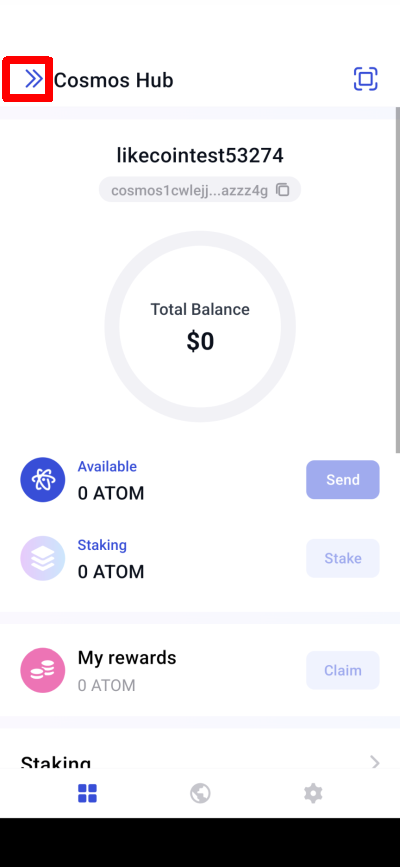 Cosmos Hub
likecointest53274
cosmos1cwlejj...azzz4g
Total Balance
$0
Available
0 ATOM
Send
Staking
0 ATOM
Stake
My rewards
0 ATOM
Claim
Staking